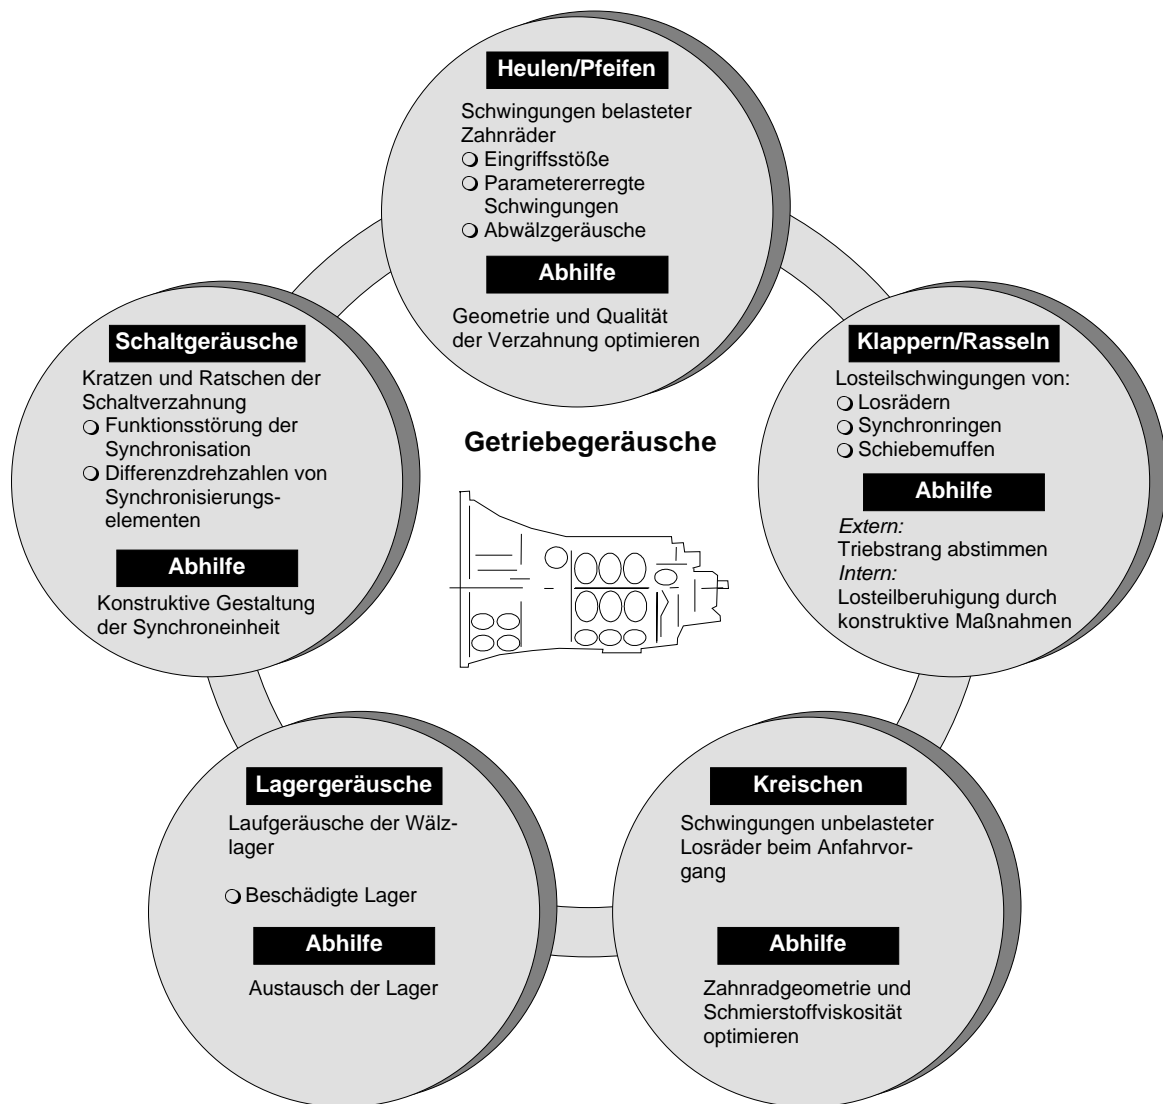 Heulen/Pfeifen
Schwingungen belasteter
Zahnräder
Eingriffsstöße
Parametererregte
Schwingungen
Abwälzgeräusche
Abhilfe
Geometrie und Qualität
der Verzahnung optimieren
Schaltgeräusche
Kratzen und Ratschen der
Schaltverzahnung
Funktionsstörung der
Synchronisation
Differenzdrehzahlen von
Synchronisierungs-
elementen
Abhilfe
Konstruktive Gestaltung
der Synchroneinheit
Getriebegeräusche
Klappern/Rasseln
Losteilschwingungen von:
Losrädern
Synchronringen
Schiebemuffen
Abhilfe
Extern:
Triebstrang abstimmen
Intern:
Losteilberuhigung durch
konstruktive Maßnahmen
Lagergeräusche
Laufgeräusche der Wälz-
lager
Beschädigte Lager
Abhilfe
Austausch der Lager
Kreischen
Schwingungen unbelasteter
Losräder beim Anfahrvor-
gang
Abhilfe
Zahnradgeometrie und
Schmierstoffviskosität
optimieren